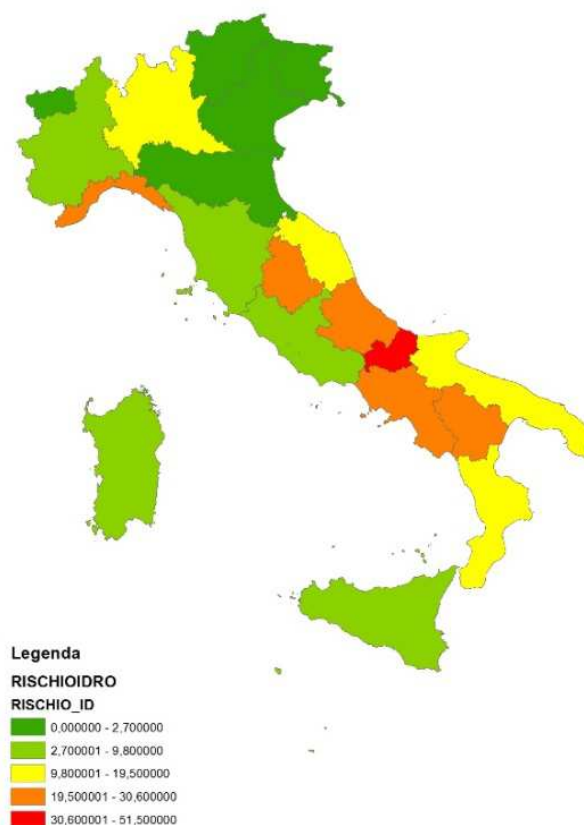 Legenda
RISCHIOIDRO
RISCHIO_ID
0,000000 - 2,700000
2,700001 - 9,800000
9,800001 - 19,500000
19,500001 - 30,600000
30,600001 - 51,500000